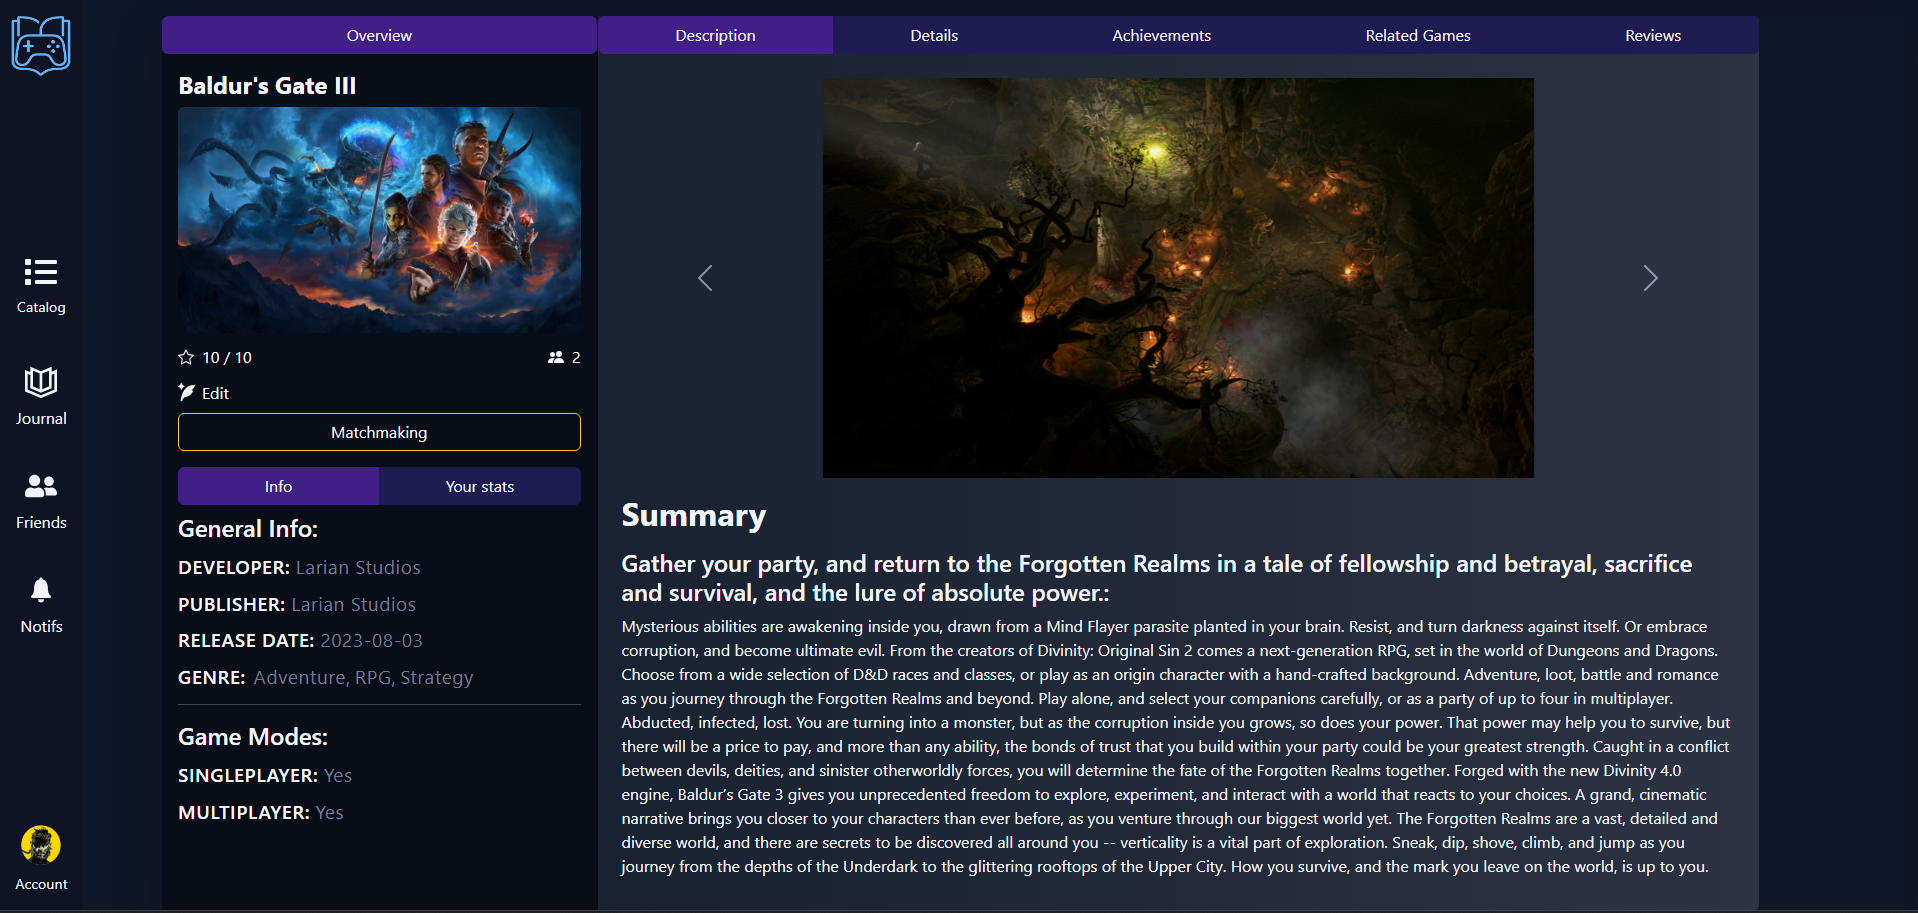 Catalog
Journal
Friends
Notifs
Account
Overview
Baldur's Gate III
10 / 10
2
Edit
Matchmaking
Info
Your stats
General Info:
DEVELOPER: Larian Studios
PUBLISHER: Larian Studios
RELEASE DATE: 2023-08-03
GENRE: Adventure, RPG, Strategy
Game Modes:
SINGLEPLAYER: Yes
MULTIPLAYER: Yes
Description
Details
Achievements
Related Games
Reviews
Summary
Gather your party, and return to the Forgotten Realms in a tale of fellowship and betrayal, sacrifice
and survival, and the lure of absolute power.:
Mysterious abilities are awakening inside you, drawn from a Mind Flayer parasite planted in your brain. Resist, and turn darkness against itself. Or embrace
corruption, and become ultimate evil. From the creators of Divinity: Original Sin 2 comes a next-generation RPG, set in the world of Dungeons and Dragons.
Choose from a wide selection of D&D races and classes, or play as an origin character with a hand-crafted background. Adventure, loot, battle and romance
as you journey through the Forgotten Realms and beyond. Play alone, and select your companions carefully, or as a party of up to four in multiplayer.
Abducted, infected, lost. You are turning into a monster, but as the corruption inside you grows, so does your power. That power may help you to survive, but
there will be a price to pay, and more than any ability, the bonds of trust that you build within your party could be your greatest strength. Caught in a conflict
between devils, deities, and sinister otherworldly forces, you will determine the fate of the Forgotten Realms together. Forged with the new Divinity 4.0
engine, Baldur’s Gate 3 gives you unprecedented freedom to explore, experiment, and interact with a world that reacts to your choices. A grand, cinematic
narrative brings you closer to your characters than ever before, as you venture through our biggest world yet. The Forgotten Realms are a vast, detailed and
diverse world, and there are secrets to be discovered all around you -- verticality is a vital part of exploration. Sneak, dip, shove, climb, and jump as you
journey from the depths of the Underdark to the glittering rooftops of the Upper City. How you survive, and the mark you leave on the world, is up to you.